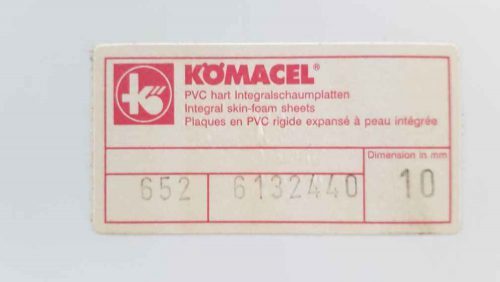 KÖMACEL®
PVC hart Integralschaumplatten
Integral skin-foam sheets
Plaques en PVC rigide expansé à peau intégrée
Dimension in mm
652 6132440 10